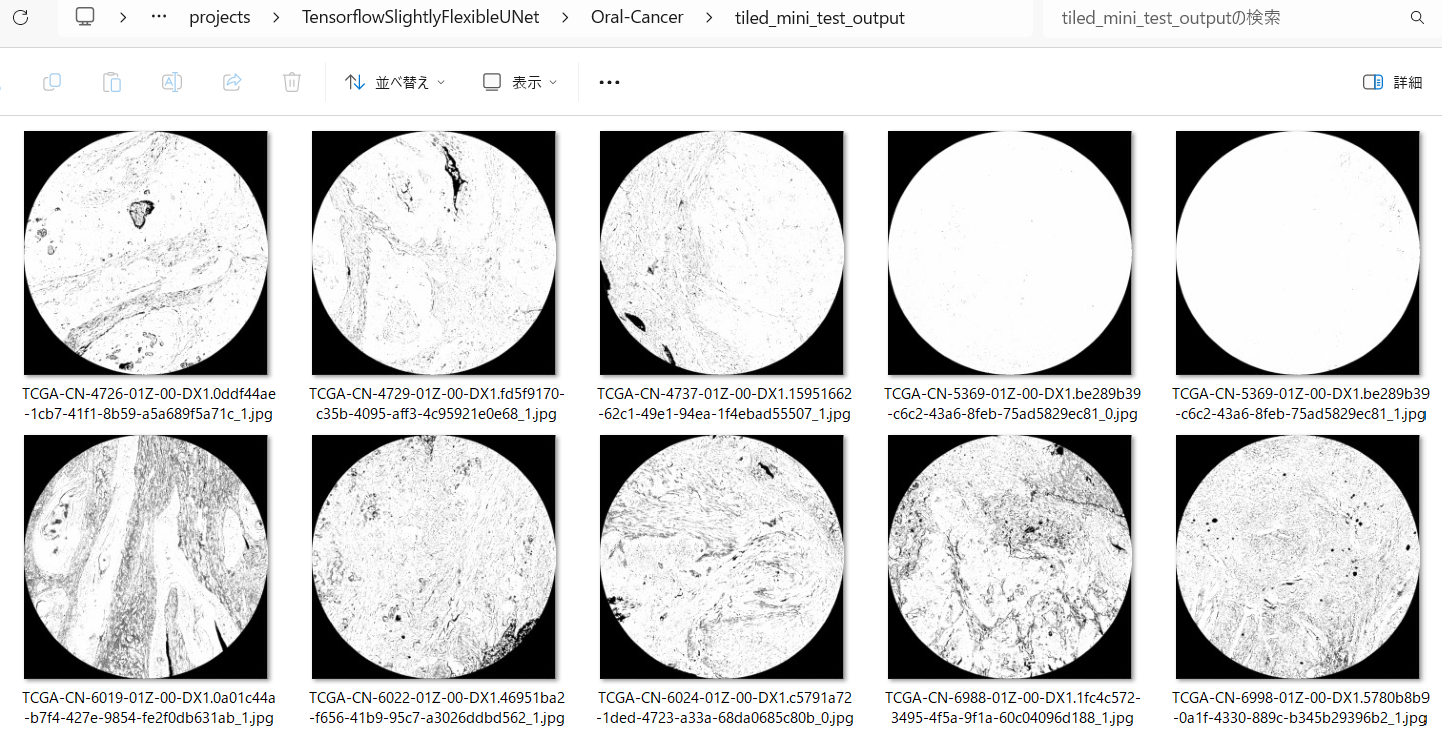 … projects > TensorflowSlightlyFlexibleUNet > Oral-Cancer > tiled_mini_test_output
tiled_mini_test_outputの検索
並べ替え
表示
詳細
TCGA-CN-4726-01Z-00-DX1.0ddf44ae
-1cb7-41f1-8b59-a5a689f5a71c_1.jpg
TCGA-CN-4729-01Z-00-DX1.fd5f9170-
c35b-4095-aff3-4c95921e0e68_1.jpg
TCGA-CN-4737-01Z-00-DX1.15951662
-62c1-49e1-94ea-1f4ebad55507_1.jpg
TCGA-CN-5369-01Z-00-DX1.be289b39
-c6c2-43a6-8feb-75ad5829ec81_0.jpg
TCGA-CN-5369-01Z-00-DX1.be289b39
-c6c2-43a6-8feb-75ad5829ec81_1.jpg
TCGA-CN-6019-01Z-00-DX1.0a01c44a
-b7f4-427e-9854-fe2f0db631ab_1.jpg
TCGA-CN-6022-01Z-00-DX1.46951ba2
-f656-41b9-95c7-a3026ddbd562_1.jpg
TCGA-CN-6024-01Z-00-DX1.c5791a72
-1ded-4723-a33a-68da0685c80b_0.jpg
TCGA-CN-6988-01Z-00-DX1.1fc4c572-
3495-4f5a-9f1a-60c04096d188_1.jpg
TCGA-CN-6998-01Z-00-DX1.5780b8b9
-0a1f-4330-889c-b345b29396b2_1.jpg